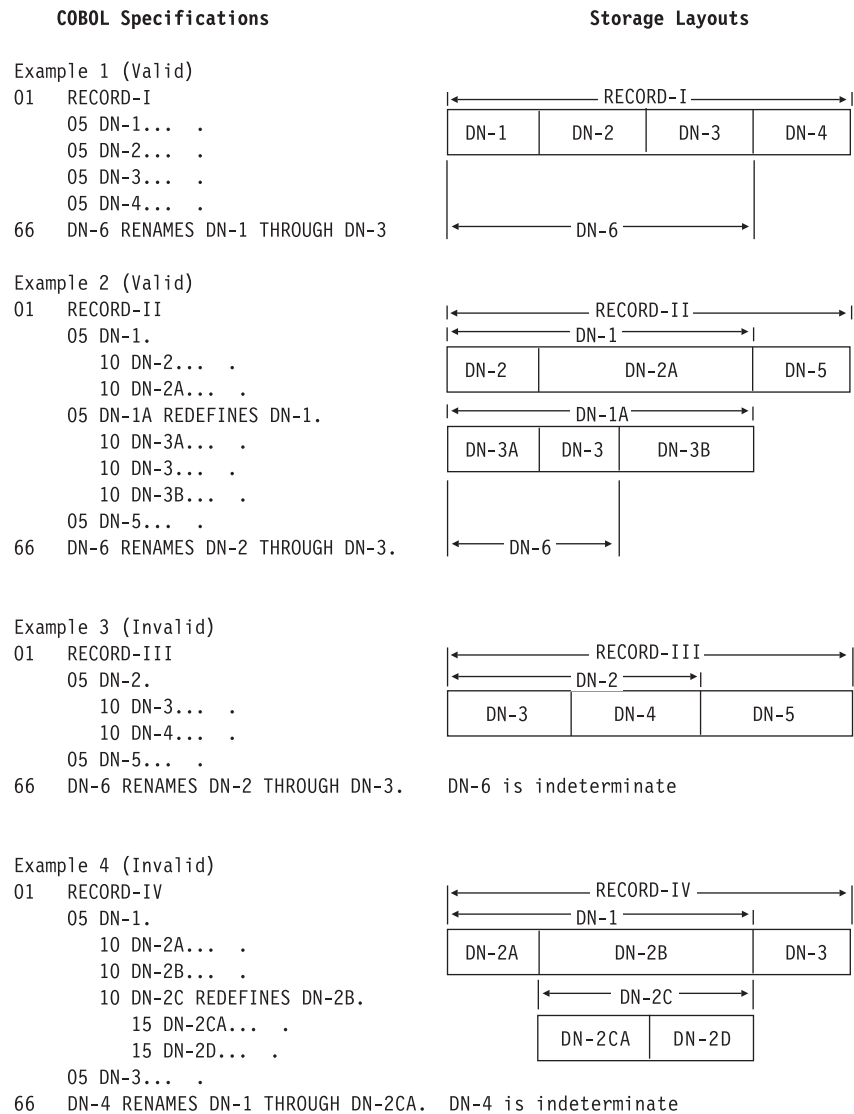 COBOL Specifications    Storage Layouts
Example 1 (Valid)
01 RECORD-I    RECORD-I
05 DN-1... .    DN-1 DN-2 DN-3 DN-4
05 DN-2... .
05 DN-3... .
05 DN-4... .
66 DN-6 RENAMES DN-1 THROUGH DN-3    DN-6
Example 2 (Valid)
01 RECORD-II    RECORD-II
05 DN-1.    DN-1
10 DN-2... .    DN-2 DN-2A DN-5
10 DN-2A... .
05 DN-1A REDEFINES DN-1.    DN-1A
10 DN-3A... .    DN-3A DN-3 DN-3B
10 DN-3... .
10 DN-3B... .
05 DN-5... .
66 DN-6 RENAMES DN-2 THROUGH DN-3.    DN-6
Example 3 (Invalid)
01 RECORD-III    RECORD-III
05 DN-2.    DN-2
10 DN-3... .    DN-3 DN-4 DN-5
10 DN-4... .
05 DN-5... .
66 DN-6 RENAMES DN-2 THROUGH DN-3.    DN-6 is indeterminate
Example 4 (Invalid)
01 RECORD-IV    RECORD-IV
05 DN-1.    DN-1
10 DN-2A... .    DN-2A DN-2B DN-3
10 DN-2B... .
10 DN-2C REDEFINES DN-2B.    DN-2C
15 DN-2CA... .    DN-2CA DN-2D
15 DN-2D... .
05 DN-3... .
66 DN-4 RENAMES DN-1 THROUGH DN-2CA.    DN-4 is indeterminate